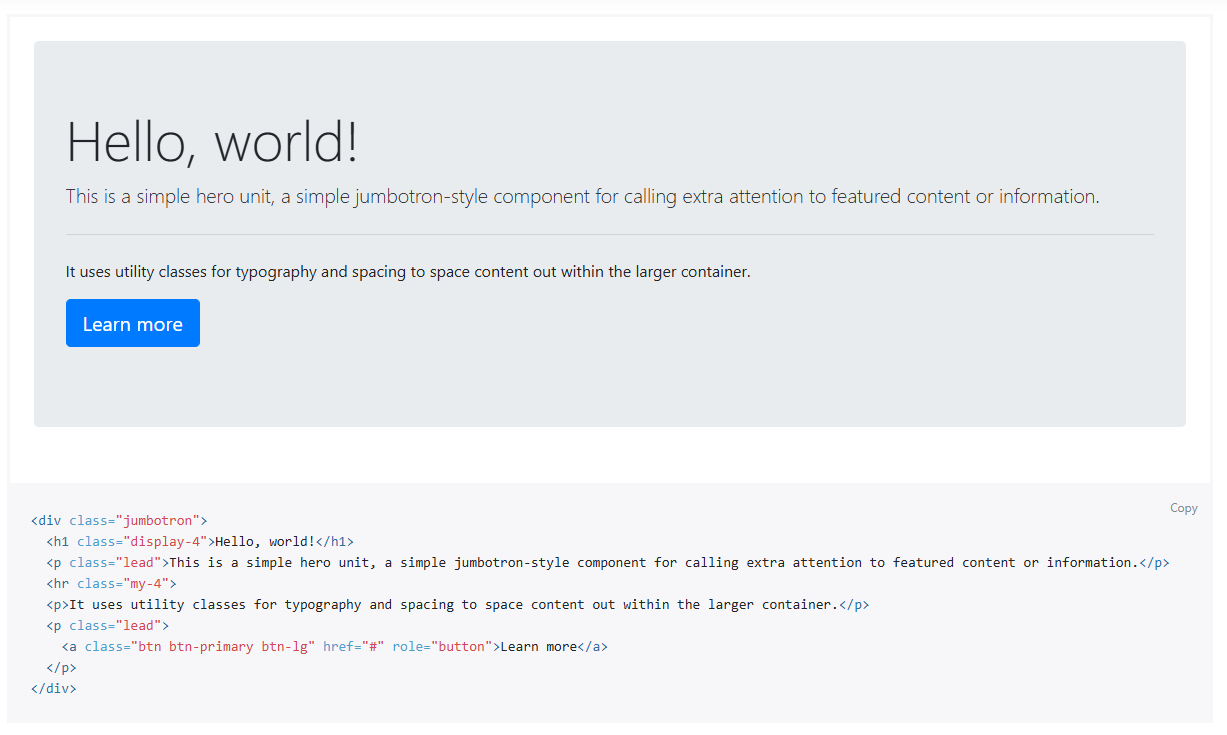 Hello, world!
This is a simple hero unit, a simple jumbotron-style component for calling extra attention to featured content or information.
It uses utility classes for typography and spacing to space content out within the larger container.
Learn more
Copy
<div class="jumbotron">
  <h1 class="display-4">Hello, world!</h1>
  <p class="lead">This is a simple hero unit, a simple jumbotron-style component for calling extra attention to featured content or information.</p>
  <hr class="my-4">
  <p>It uses utility classes for typography and spacing to space content out within the larger container.</p>
  <p class="lead">
    <a class="btn btn-primary btn-lg" href="#" role="button">Learn more</a>
  </p>
</div>